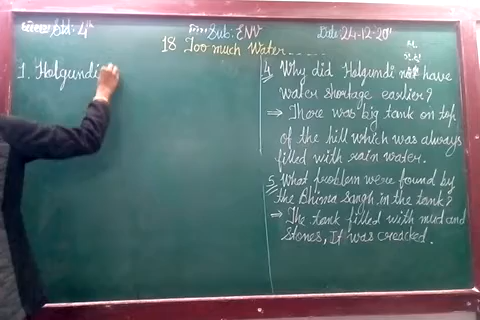 Std: 4th Sub: ENV Date: 24-12-20
18 Too much Water-----
1. Holgundi
4 Why did Holgundi not have
water shortage earlier?
⇒ There was big tank on top
of the hill which was always
filled with rain water.
5. What problem were found by
the Bhima Sangh in the tank?
⇒ The tank filled with mud and
stones, It was creacked.